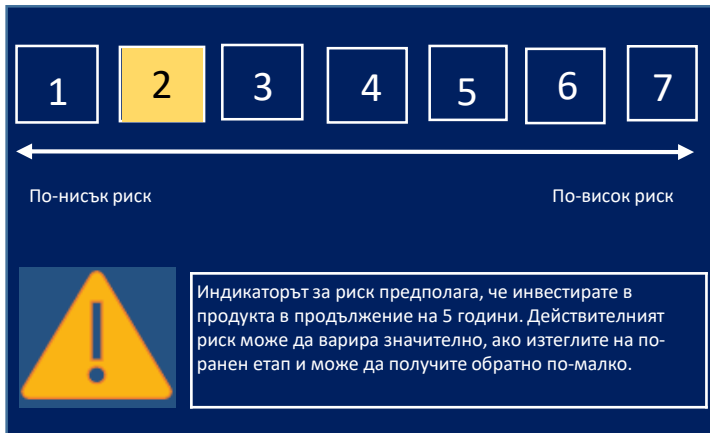 1 2 3 4 5 6 7
По-нисък риск По-висок риск
Индикаторът за риск предполага, че инвестирате в
продукта в продължение на 5 години. Действителният
риск може да варира значително, ако изтеглите на по-
ранен етап и може да получите обратно по-малко.